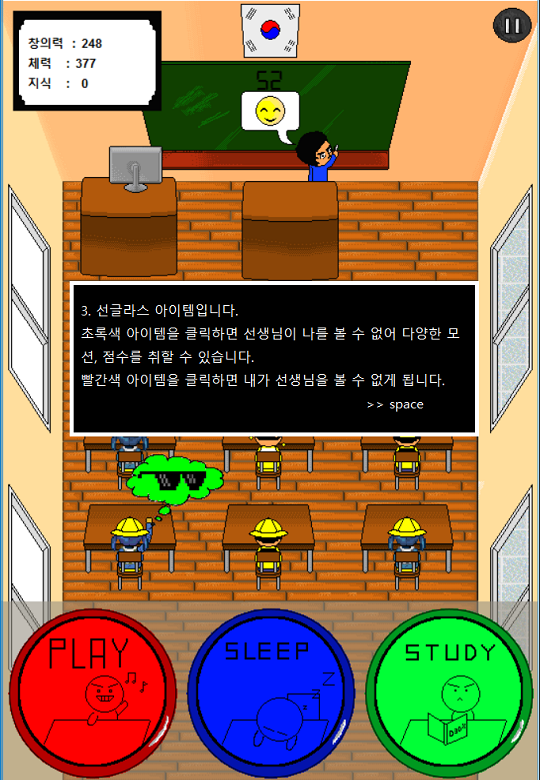 창의력 : 248
체력 : 377
지식 : 0
52
3. 선글라스 아이템입니다.
초록색 아이템을 클릭하면 선생님이 나를 볼 수 없어 다양한 모
션, 점수를 취할 수 있습니다.
빨간색 아이템을 클릭하면 내가 선생님을 볼 수 없게 됩니다.
>> space
PLAY
SLEEP
STUDY
Z
Z
Z